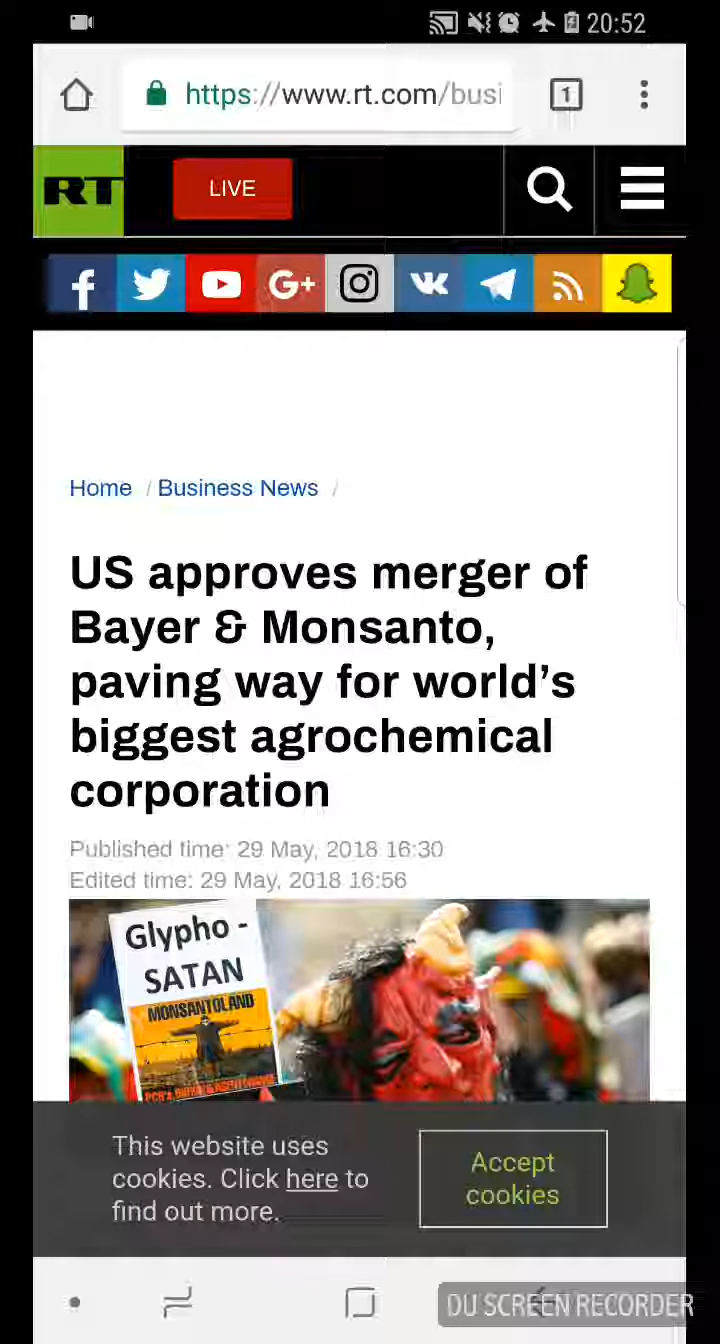 20:52
https://www.rt.com/busi
1
RT
LIVE
G+
Home / Business News /
US approves merger of
Bayer & Monsanto,
paving way for world’s
biggest agrochemical
corporation
Published time: 29 May, 2018 16:30
Edited time: 29 May, 2018 16:56
Glypho -
SATAN
MONSANTOLAND
This website uses
cookies. Click here to
find out more.
Accept
cookies
DU SCREEN RECORDER